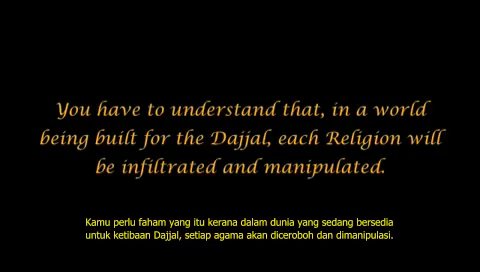 You have to understand that, in a world
being built for the Dajjal, each Religion will
be infiltrated and manipulated.
Kamu perlu faham yang itu kerana dalam dunia yang sedang bersedia
untuk ketibaan Dajjal, setiap agama akan diceroboh dan dimanipulasi.